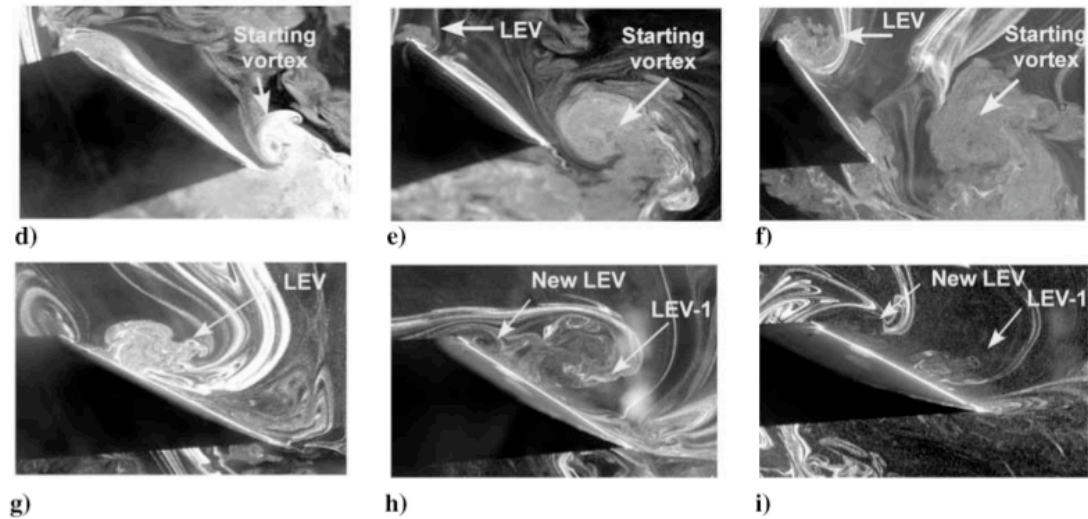 Starting
vortex
LEV
Starting
vortex
LEV
Starting
vortex
d)
e)
f)
LEV
New LEV
LEV-1
New LEV
LEV-1
g)
h)
i)